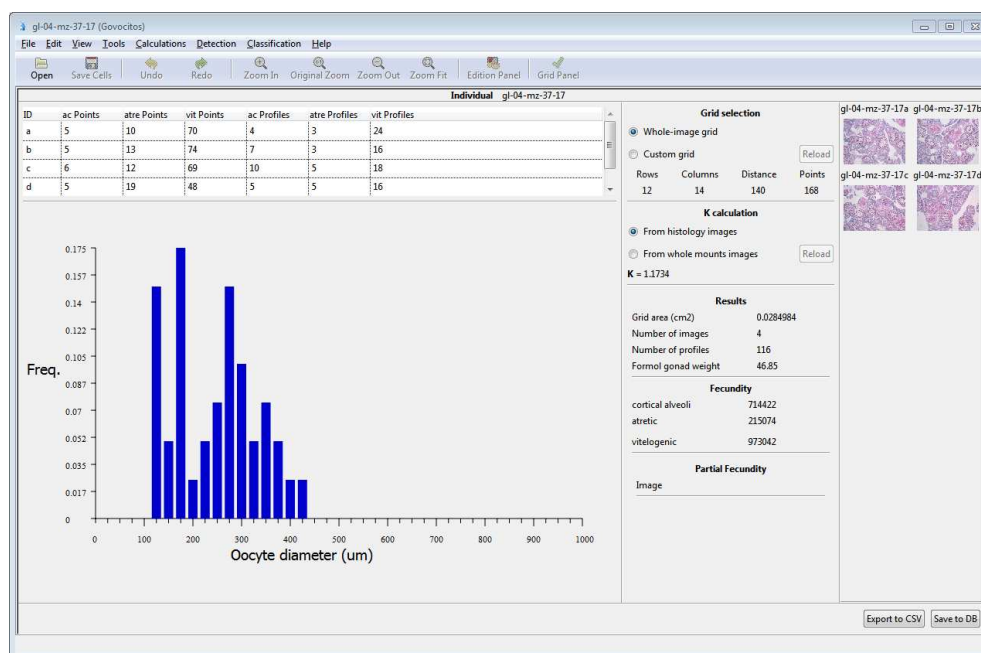 gl-04-mz-37-17 (Govocitos)
File Edit View Tools Calculations Detection Classification Help
Open Save Cells Undo Redo Zoom In Original Zoom Zoom Out Zoom Fit Edition Panel Grid Panel
Individual gl-04-mz-37-17
ID ac Points atre Points vit Points ac Profiles atre Profiles vit Profiles
a 5 10 70 4 3 24
b 5 13 74 7 3 16
c 6 12 69 10 5 18
d 5 19 48 5 5 16
0.175
0.157
0.14
0.122
0.105
0.087
0.07
0.052
0.035
0.017
0
Freq.
0 100 200 300 400 500 600 700 800 900 1000
Oocyte diameter (um)
Grid selection
Whole-image grid
Custom grid Reload
Rows Columns Distance Points
12 14 140 168
K calculation
From histology images
From whole mounts images Reload
K = 1.1734
Results
Grid area (cm2) 0.0284984
Number of images 4
Number of profiles 116
Formol gonad weight 46.85
Fecundity
cortical alveoli 714422
atretic 215074
vitelogenic 973042
Partial Fecundity
Image
gl-04-mz-37-17a gl-04-mz-37-17b
gl-04-mz-37-17c gl-04-mz-37-17d
Export to CSV Save to DB